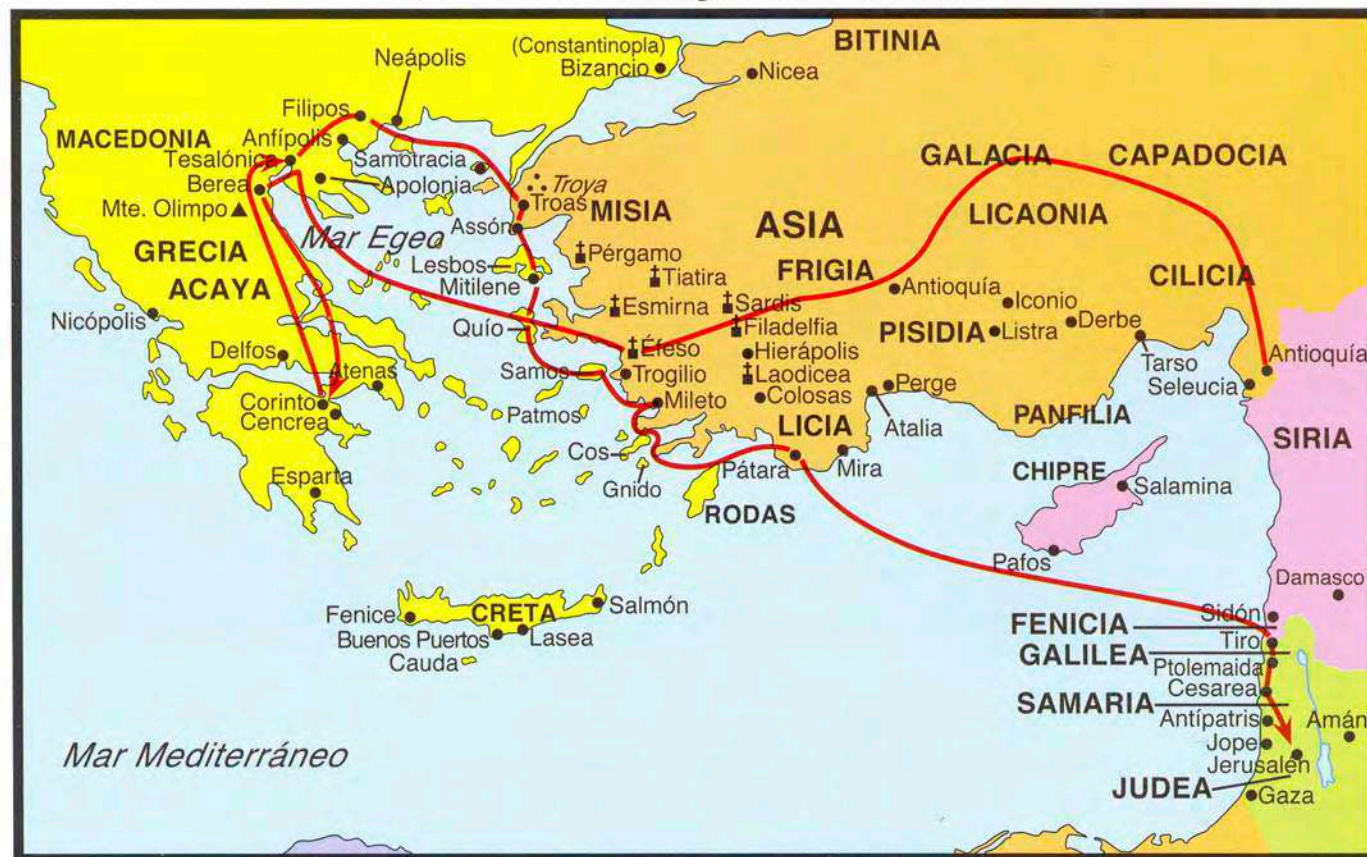 BITINIA
(Constantinopla)
Bizancio
Nicea
Neápolis
Filipos
MACEDONIA
Anfípolis
Tesalónica
Samotracia
GALACIA
CAPADOCIA
Berea
Apolonia
Troya
Troas
MISIA
Mte. Olimpo
LICAONIA
Assón
ASIA
Mar Egeo
GRECIA
Pérgamo
Lesbos
FRIGIA
CILICIA
Mitilene
Tiatira
ACAYA
Antioquía
Esmirna
Sardis
Iconio
Nicópolis
Quío
Filadelfia
PISIDIA
Listra
Derbe
Delfos
Éfeso
Hierápolis
Tarso
Antioquía
Atenas
Samos
Trogilio
Laodicea
Perge
Seleucia
Corinto
Mileto
Colosas
Cencrea
Patmos
Atalia
PANFILIA
LICIA
SIRIA
Cos
Pátara
Mira
CHIPRE
Esparta
Gnido
Salamina
RODAS
Pafos
Damasco
Fenice
CRETA
Salmón
Sidón
FENICIA
Buenos Puertos
Lasea
Tiro
GALILEA
Cauda
Ptolemaida
Cesarea
SAMARIA
Antípatris
Amán
Mar Mediterráneo
Jope
Jerusalén
JUDEA
Gaza